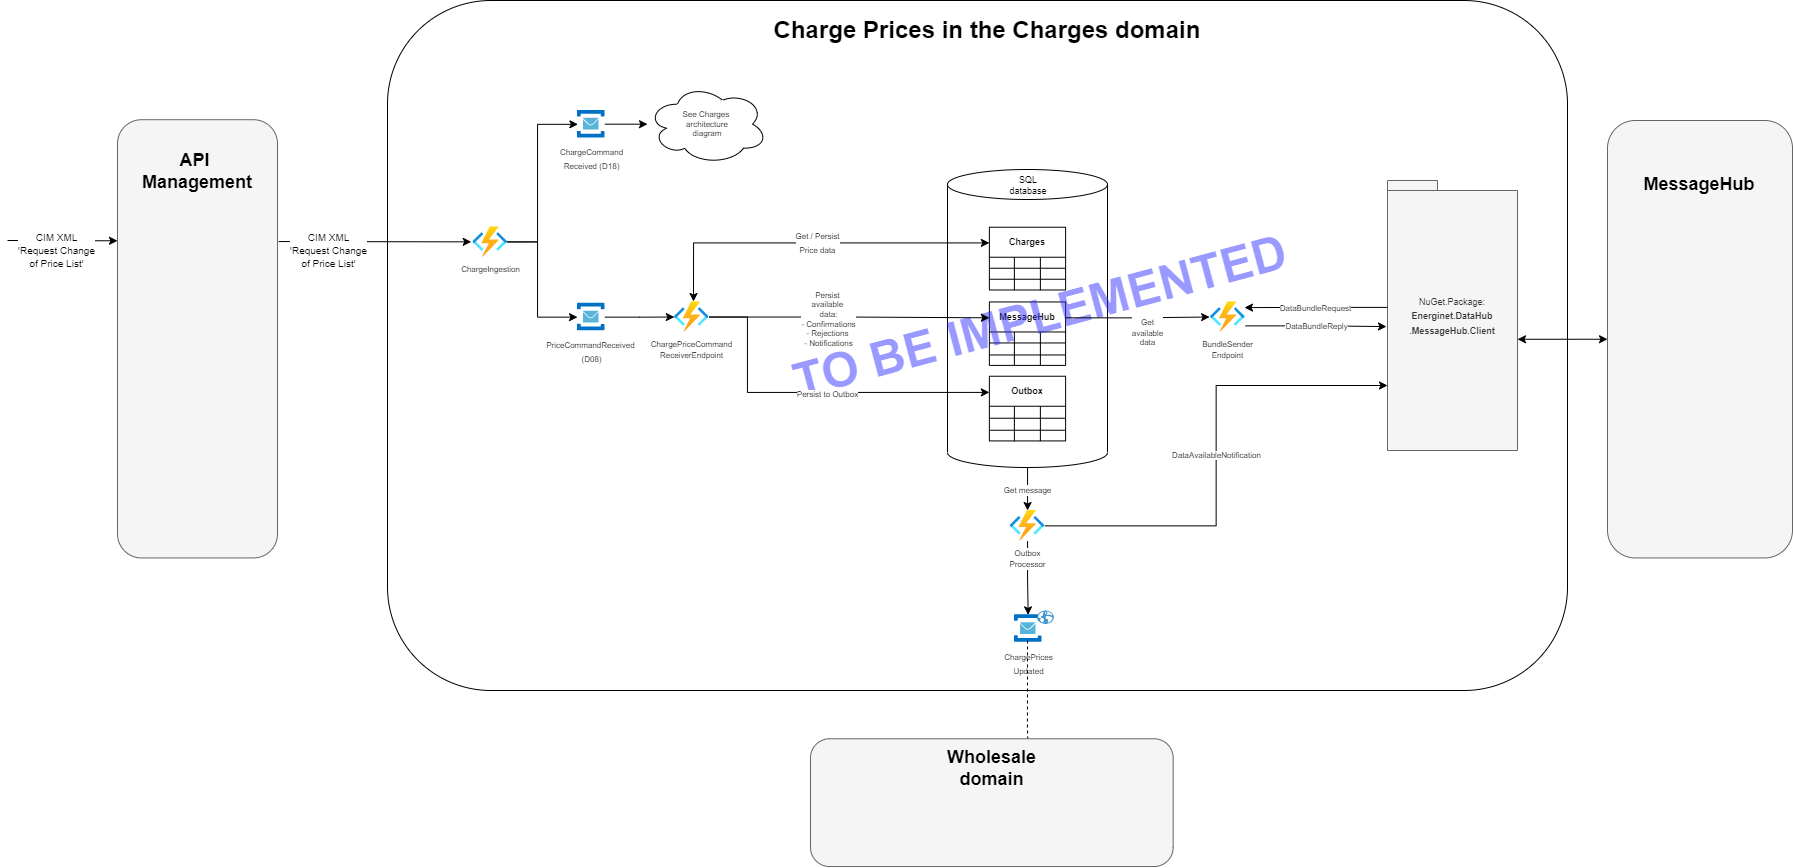 Charge Prices in the Charges domain
API
Management
CIM XML
'Request Change
of Price List'
CIM XML
'Request Change
of Price List'
ChargeIngestion
ChargeCommand
Received (D18)
See Charges
architecture
diagram
PriceCommandReceived
(D08)
ChargePriceCommand
ReceiverEndpoint
Get / Persist
Price data
Persist
available
data:
- Confirmations
- Rejections
- Notifications
Persist to Outbox
SQL
database
Charges
MessageHub
Outbox
TO BE IMPLEMENTED
Get
available
data
BundleSender
Endpoint
DataBundleRequest
DataBundleReply
NuGet.Package:
Energinet.DataHub
.MessageHub.Client
MessageHub
DataAvailableNotification
Get message
Outbox
Processor
ChargePrices
Updated
Wholesale
domain